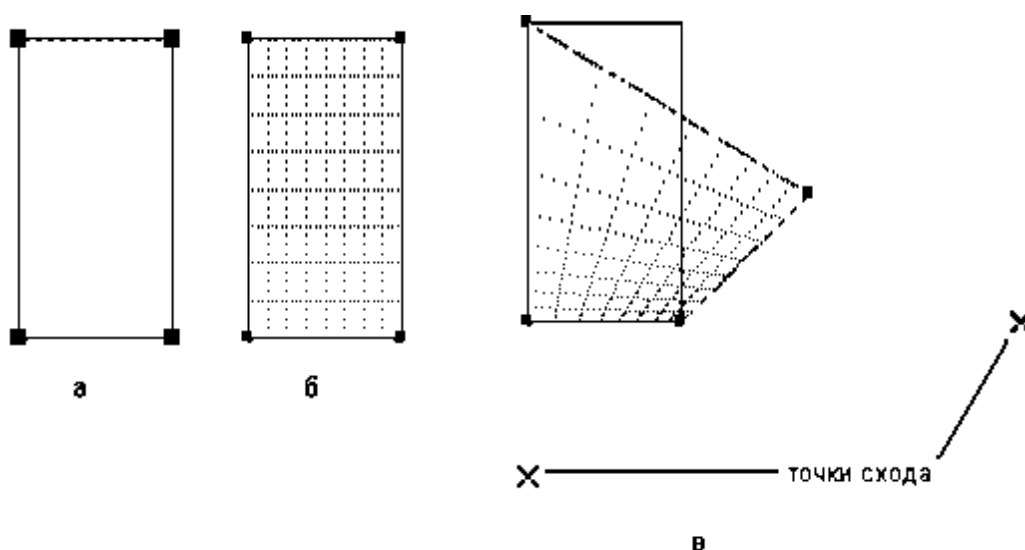 а
б
точки схода
в